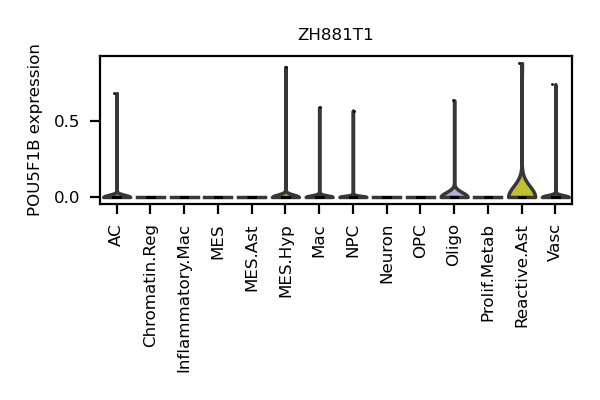 ZH881T1
POU5F1B expression
0.5
0.0
AC
Chromatin.Reg
Inflammatory.Mac
MES
MES.Ast
MES.Hyp
Mac
NPC
Neuron
OPC
Oligo
Prolif.Metab
Reactive.Ast
Vasc